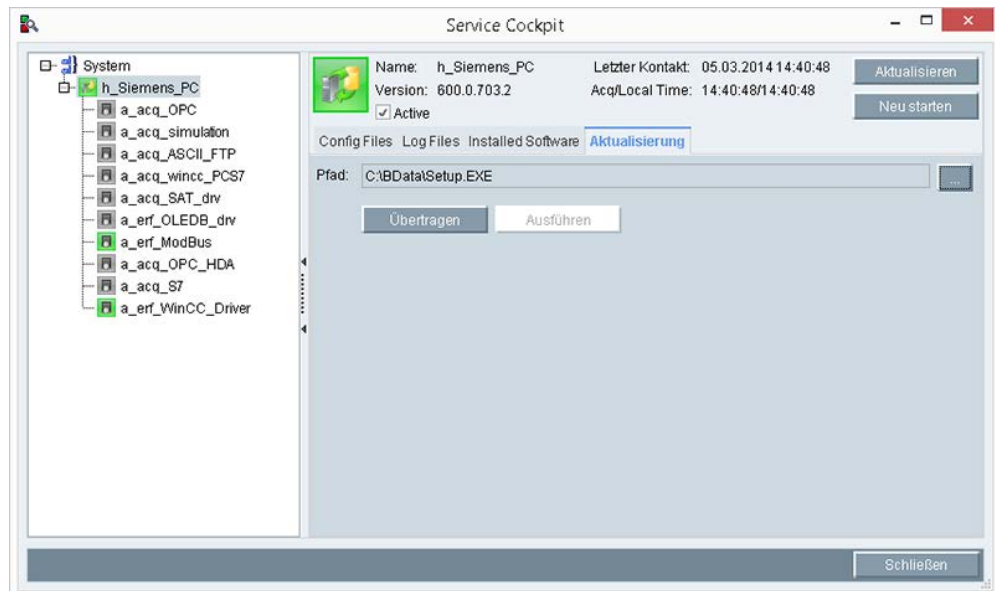 Service Cockpit
System
h_Siemens_PC
a_acq_OPC
a_acq_simulation
a_acq_ASCII_FTP
a_acq_wincc_PCS7
a_acq_SAT_drv
a_erf_OLEDB_drv
a_erf_ModBus
a_acq_OPC_HDA
a_acq_S7
a_erf_WinCC_Driver
Name: h_Siemens_PC Letzter Kontakt: 05.03.2014 14:40:48 Aktualisieren
Version: 600.0.703.2 Acq/Local Time: 14:40:48/14:40:48
Active Neu starten
Config Files Log Files Installed Software Aktualisierung
Pfad: C:\BData\Setup.EXE ...
Übertragen Ausführen
Schließen